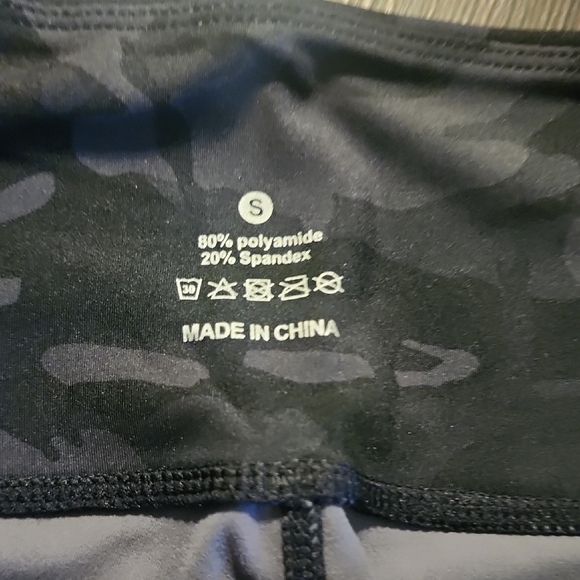 S
80% polyamide
20% Spandex
30
MADE IN CHINA